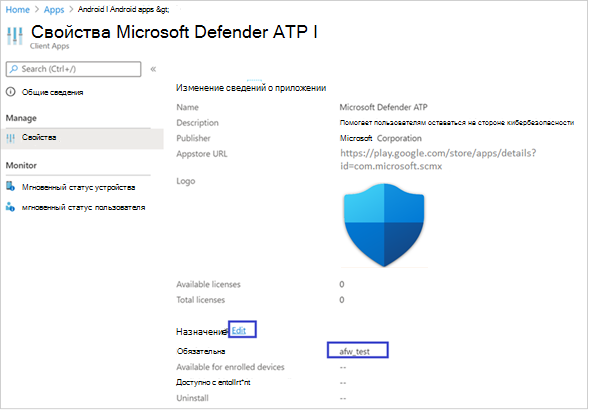 Home > Apps > Android I Android apps &gt;
Свойства Microsoft Defender ATP I
Client Apps
Search (Ctrl+/)
«
Общие сведения
Manage
Свойства
Monitor
Мгновенный статус устройства
мгновенный статус пользователя
Изменение сведений о приложении
Name Microsoft Defender ATP
Description Помогает пользователям оставаться на стороне кибербезопасности
Publisher Microsoft Corporation
Appstore URL https://play.google.com/store/apps/details?
id=com.microsoft.scmx
Logo
Available licenses 0
Total licenses 0
Назначение Edit
Обязательна afw_test
Available for enrolled devices --
Доступно с entollrt*nt --
Uninstall --